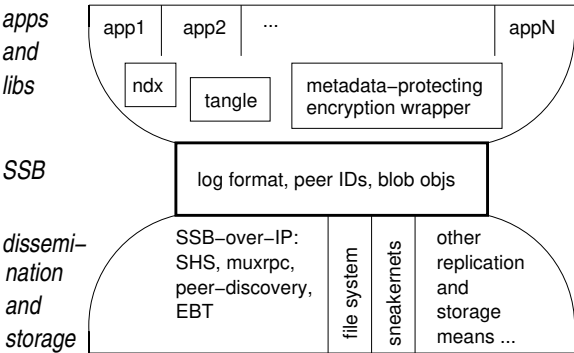 apps
and
libs
app1
app2
...
appN
ndx
tangle
metadata−protecting
encryption wrapper
SSB
log format, peer IDs, blob objs
dissemi−
nation
and
storage
SSB−over−IP:
SHS, muxrpc,
peer−discovery,
EBT
file system
sneakernets
other
replication
and
storage
means ...